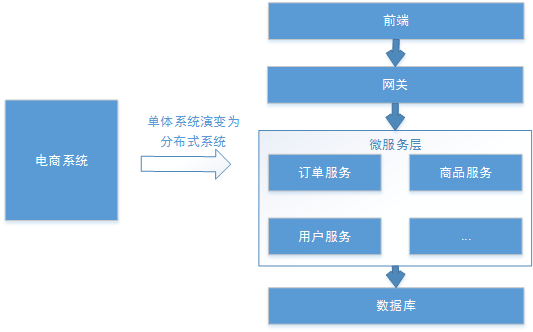 电商系统
单体系统演变为
分布式系统
前端
网关
微服务层
订单服务
商品服务
用户服务
...
数据库